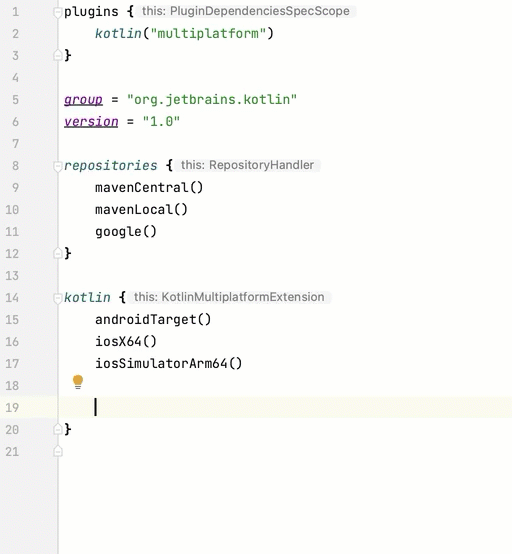 1 plugins { this: PluginDependenciesSpecScope
2 kotlin("multiplatform")
3 }
4
5 group = "org.jetbrains.kotlin"
6 version = "1.0"
7
8 repositories { this: RepositoryHandler
9 mavenCentral()
10 mavenLocal()
11 google()
12 }
13
14 kotlin { this: KotlinMultiplatformExtension
15 androidTarget()
16 iosX64()
17 iosSimulatorArm64()
18
19
20 }
21